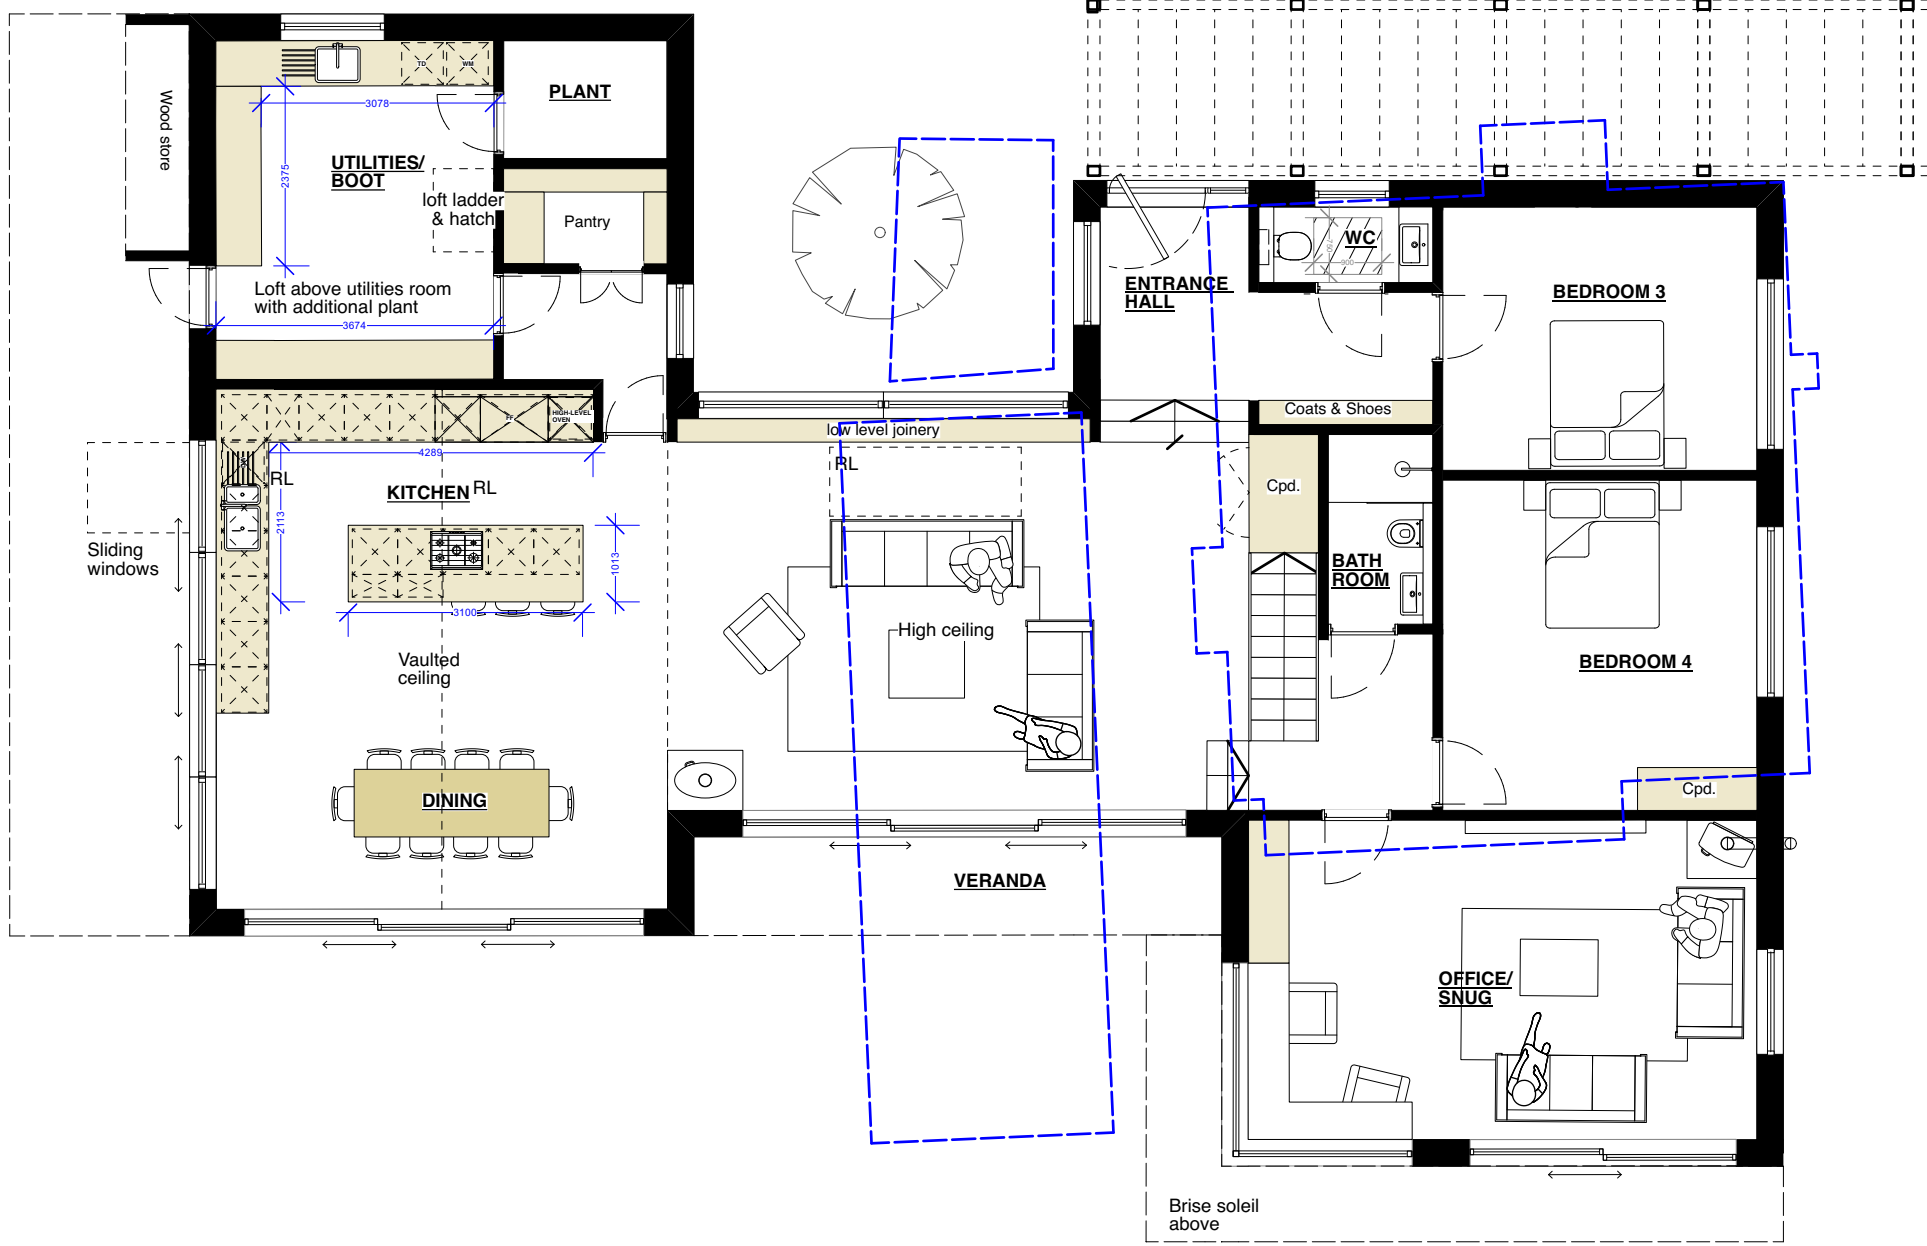 TD
WM
3078
PLANT
Wood store
UTILITIES/
BOOT
2375
loft ladder
& hatch
Pantry
Loft above utilities room
with additional plant
3674
ENTRANCE
HALL
WC
750
900
BEDROOM 3
FF
HIGH-LEVEL
OVEN
Coats & Shoes
low level joinery
4289
RL
KITCHEN
RL
RL
Cpd.
2113
1013
Sliding
windows
BATH
ROOM
3100
High ceiling
Vaulted
ceiling
BEDROOM 4
DINING
Cpd.
VERANDA
OFFICE/
SNUG
Brise soleil
above